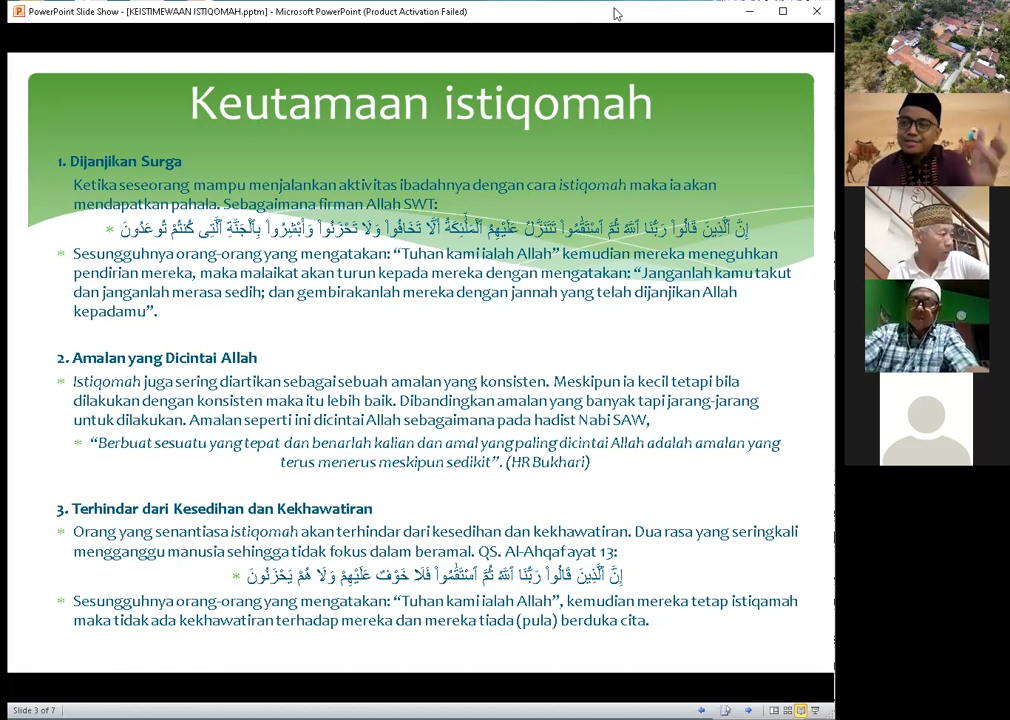 PowerPoint Slide Show - [KEISTIMEWAAN ISTIQOMAH.pptm] - Microsoft PowerPoint (Product Activation Failed)
Keutamaan istiqomah
1. Dijanjikan Surga
Ketika seseorang mampu menjalankan aktivitas ibadahnya dengan cara istiqomah maka ia akan
mendapatkan pahala. Sebagaimana firman Allah SWT:
* إِنَّ ٱلَّذِينَ قَالُوا۟ رَبُّنَا ٱللَّهُ ثُمَّ ٱسْتَقَٰمُوا۟ تَتَنَزَّلُ عَلَيْهِمُ ٱلْمَلَٰٓئِكَةُ أَلَّا تَخَافُوا۟ وَلَا تَحْزَنُوا۟ وَأَبْشِرُوا۟ بِٱلْجَنَّةِ ٱلَّتِى كُنتُمْ تُوعَدُونَ
* Sesungguhnya orang-orang yang mengatakan: “Tuhan kami ialah Allah” kemudian mereka meneguhkan
pendirian mereka, maka malaikat akan turun kepada mereka dengan mengatakan: “Janganlah kamu takut
dan janganlah merasa sedih; dan gembirakanlah mereka dengan jannah yang telah dijanjikan Allah
kepadamu”.
2. Amalan yang Dicintai Allah
* Istiqomah juga sering diartikan sebagai sebuah amalan yang konsisten. Meskipun ia kecil tetapi bila
dilakukan dengan konsisten maka itu lebih baik. Dibandingkan amalan yang banyak tapi jarang-jarang
untuk dilakukan. Amalan seperti ini dicintai Allah sebagaimana pada hadist Nabi SAW,
* “Berbuat sesuatu yang tepat dan benarlah kalian dan amal yang paling dicintai Allah adalah amalan yang
terus menerus meskipun sedikit”. (HR Bukhari)
3. Terhindar dari Kesedihan dan Kekhawatiran
* Orang yang senantiasa istiqomah akan terhindar dari kesedihan dan kekhawatiran. Dua rasa yang seringkali
mengganggu manusia sehingga tidak fokus dalam beramal. QS. Al-Ahqaf ayat 13:
* إِنَّ ٱلَّذِينَ قَالُوا۟ رَبُّنَا ٱللَّهُ ثُمَّ ٱسْتَقَٰمُوا۟ فَلَا خَوْفٌ عَلَيْهِمْ وَلَا هُمْ يَحْزَنُونَ
* Sesungguhnya orang-orang yang mengatakan: “Tuhan kami ialah Allah”, kemudian mereka tetap istiqamah
maka tidak ada kekhawatiran terhadap mereka dan mereka tiada (pula) berduka cita.
Slide 3 of 7